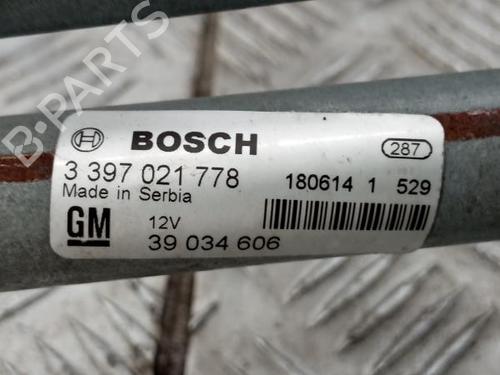 BOSCH
287
3 397 021 778
Made in Serbia
180614 1 529
GM
12V
39 034 606
B-PARTS